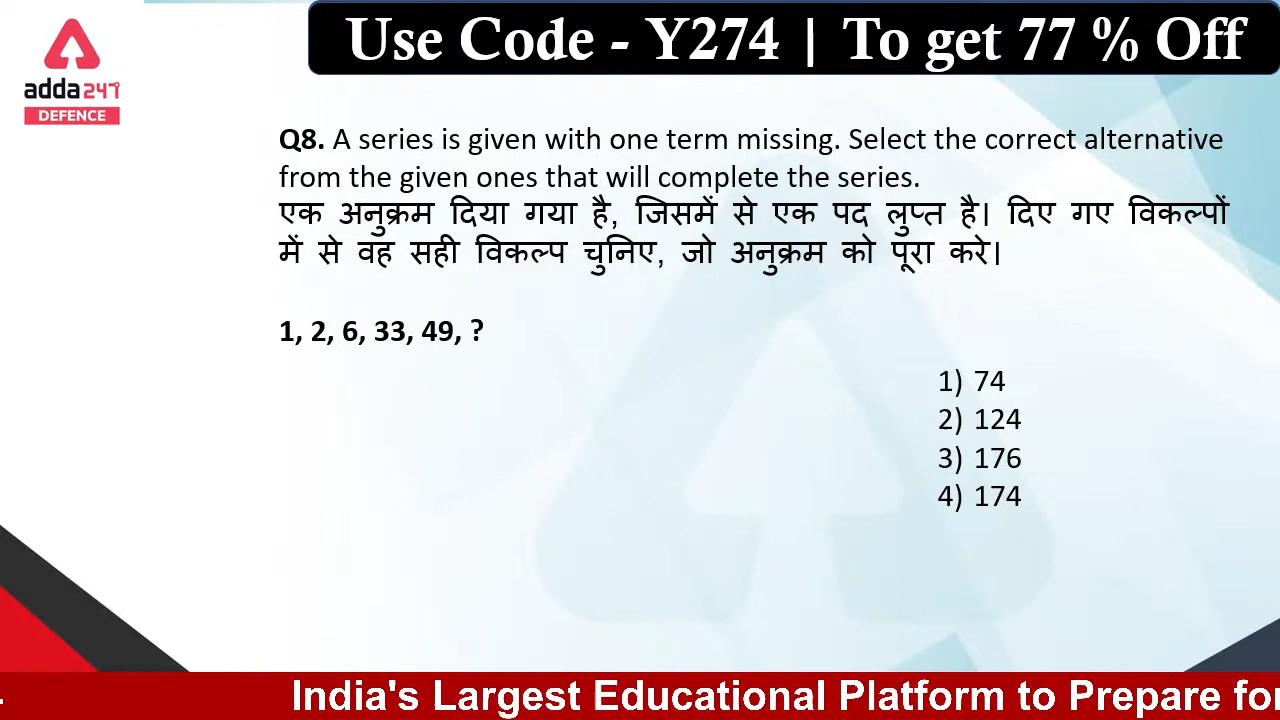 Use Code - Y274 | To get 77 % Off
adda247
DEFENCE
Q8. A series is given with one term missing. Select the correct alternative
from the given ones that will complete the series.
एक अनुक्रम दिया गया है, जिसमें से एक पद लुप्त है। दिए गए विकल्पों
में से वह सही विकल्प चुनिए, जो अनुक्रम को पूरा करे।
1, 2, 6, 33, 49, ?
1) 74
2) 124
3) 176
4) 174
India's Largest Educational Platform to Prepare for